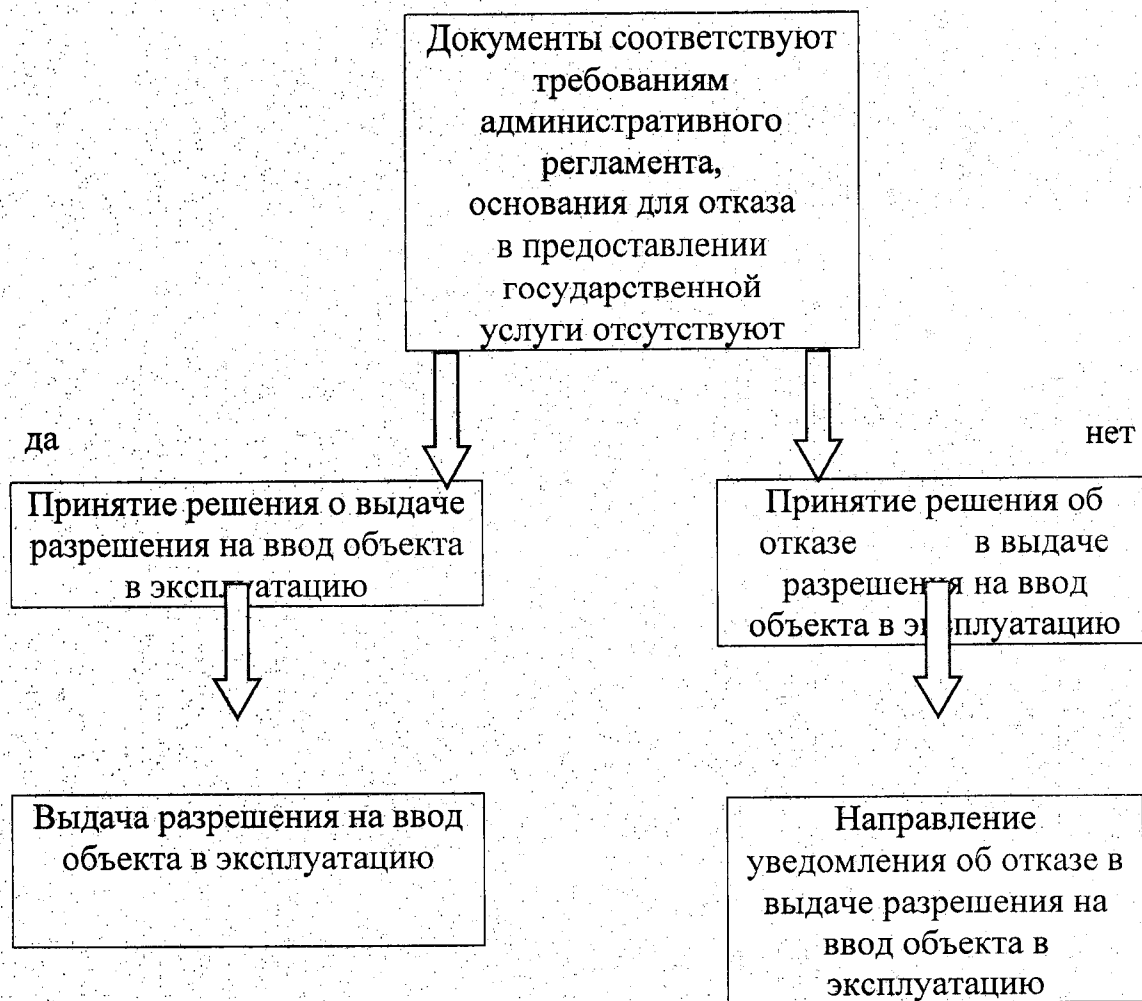 Документы соответствуют
требованиям
административного
регламента,
основания для отказа
в предоставлении
государственной
услуги отсутствуют
да
нет
Принятие решения о выдаче
разрешения на ввод объекта
в эксплуатацию
Принятие решения об
отказе в выдаче
разрешения на ввод
объекта в эксплуатацию
Выдача разрешения на ввод
объекта в эксплуатацию
Направление
уведомления об отказе в
выдаче разрешения на
ввод объекта в
эксплуатацию